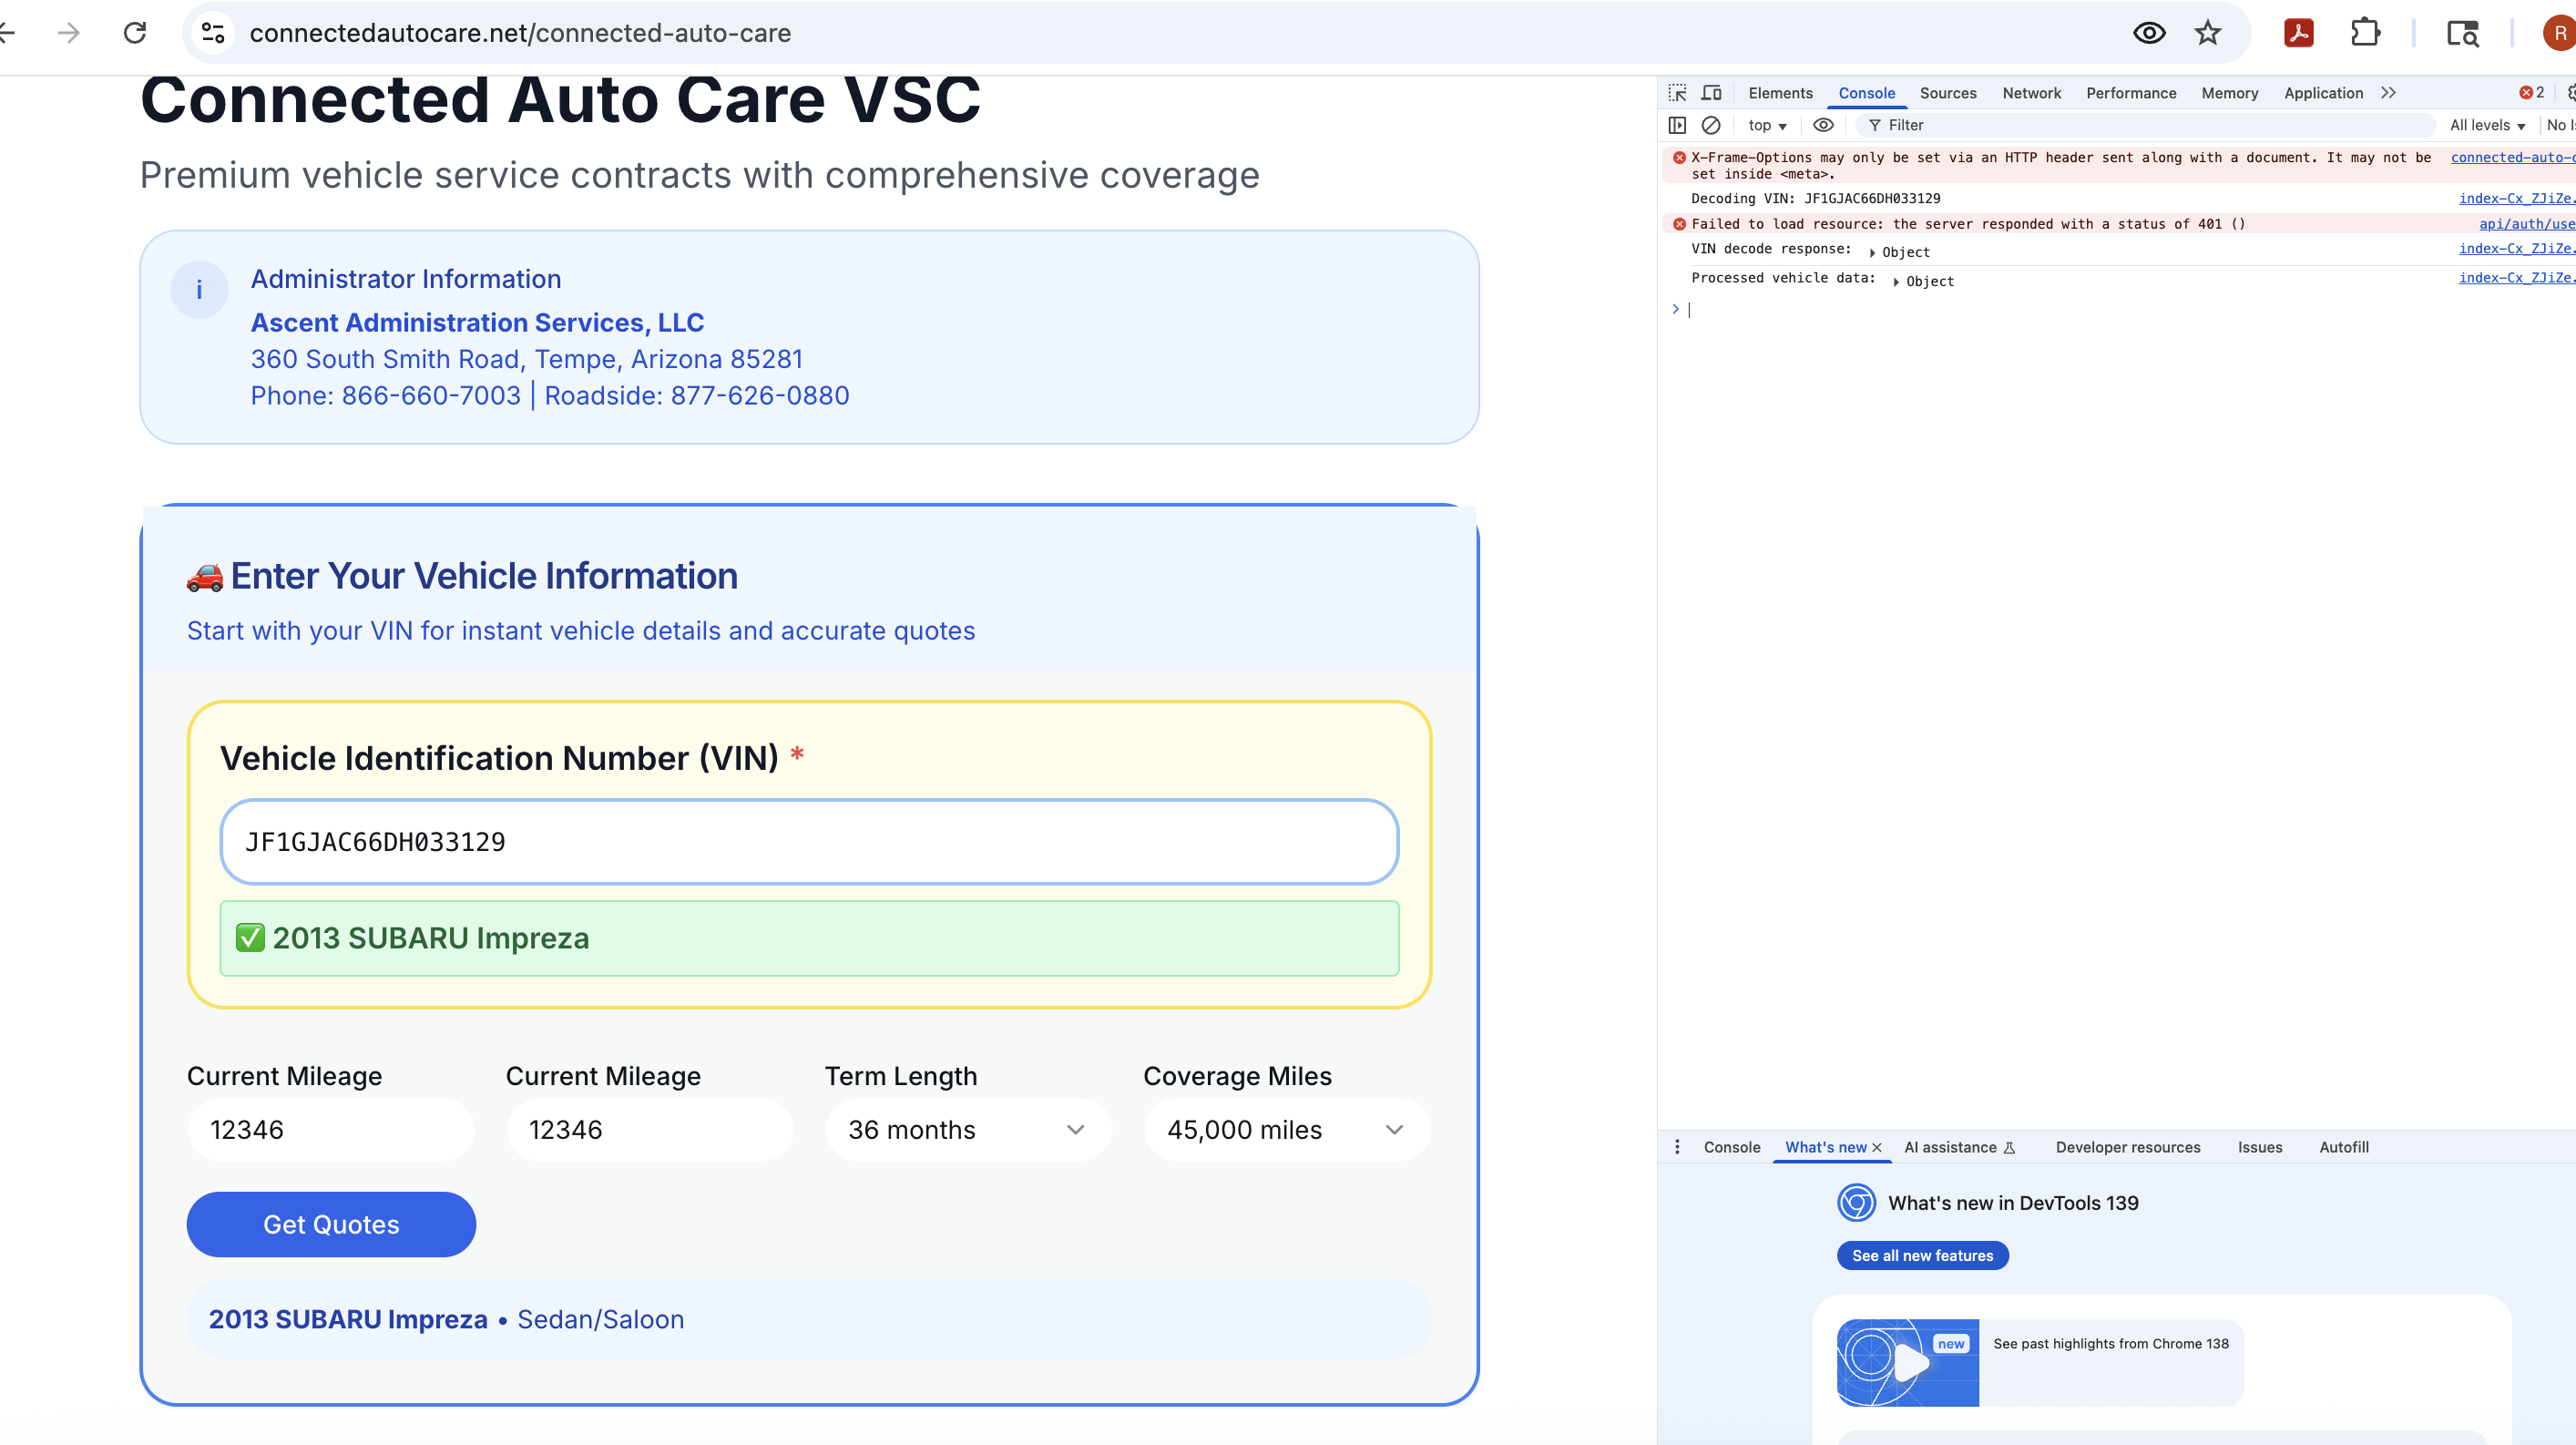 connectedautocare.net/connected-auto-care
R
Connected Auto Care VSC
Premium vehicle service contracts with comprehensive coverage
i
Administrator Information
Ascent Administration Services, LLC
360 South Smith Road, Tempe, Arizona 85281
Phone: 866-660-7003 | Roadside: 877-626-0880
🚗 Enter Your Vehicle Information
Start with your VIN for instant vehicle details and accurate quotes
Vehicle Identification Number (VIN) *
JF1GJAC66DH033129
✅ 2013 SUBARU Impreza
Current Mileage Current Mileage Term Length Coverage Miles
12346 12346 36 months 45,000 miles
Get Quotes
2013 SUBARU Impreza • Sedan/Saloon
Elements Console Sources Network Performance Memory Application 2
top Filter All levels No
X-Frame-Options may only be set via an HTTP header sent along with a document. It may not be connected-auto-
set inside <meta>.
Decoding VIN: JF1GJAC66DH033129 index-Cx_ZJiZe.
Failed to load resource: the server responded with a status of 401 () api/auth/use
VIN decode response: Object index-Cx_ZJiZe.
Processed vehicle data: Object index-Cx_ZJiZe.
Console What's new AI assistance Developer resources Issues Autofill
What's new in DevTools 139
See all new features
new
See past highlights from Chrome 138